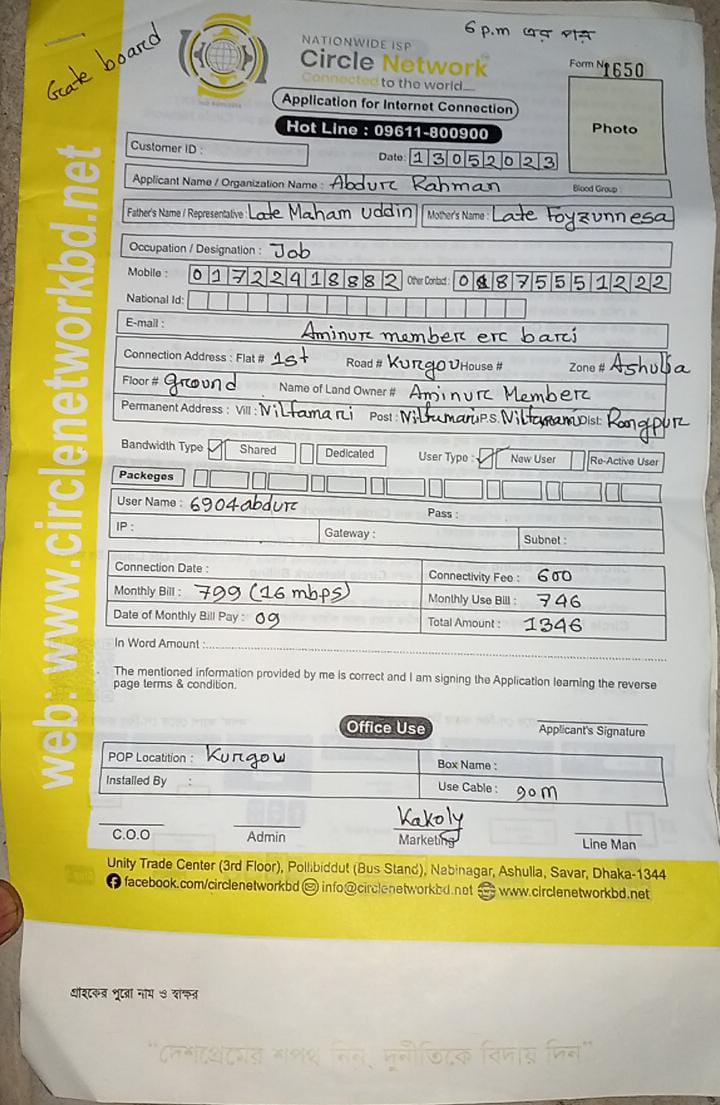 6 p.m এর পর
Gate board
NATIONWIDE ISP
Circle Network
Connected to the world....
Form No 1650
Application for Internet Connection
Hot Line : 09611-800900
Photo
Customer ID :
Date: 13052023
Applicant Name / Organization Name : Abdur Rahman Blood Group :
Father's Name / Representative : Late Maham uddin Mother's Name : Late Foyzunnesa
Occupation / Designation : Job
Mobile : 01722418882 Other Contact : 01875551222
National Id:
E-mail :
Aminur member er bari
Connection Address : Flat # 1st Road # Kurgov House # Zone # Ashulia
Floor # ground Name of Land Owner # Aminur Member
Permanent Address : Vill : Nilfamari Post : Nilfamari P.S. Nilfamari Dist: Rongpur
Bandwidth Type Shared Dedicated User Type : New User Re-Active User
Packeges
User Name : 6904abdur Pass :
IP : Gateway : Subnet :
Connection Date : Connectivity Fee : 600
Monthly Bill : 799 (16 mbps) Monthly Use Bill : 746
Date of Monthly Bill Pay : 09 Total Amount : 1346
In Word Amount :
The mentioned information provided by me is correct and I am signing the Application learning the reverse
page terms & condition.
Office Use
Applicant's Signature
POP Locatition : Kurgow Box Name :
Installed By : Use Cable : 90m
Kakoly
C.O.O Admin Marketing Line Man
Unity Trade Center (3rd Floor), Pollibiddut (Bus Stand), Nabinagar, Ashulia, Savar, Dhaka-1344
facebook.com/circlenetworkbd info@circlenetworkbd.net www.circlenetworkbd.net
web: www.circlenetworkbd.net
গ্রাহকের পুরো নাম ও স্বাক্ষর
"দেশপ্রেমের শপথ নিন, দুর্নীতিকে বিদায় দিন"